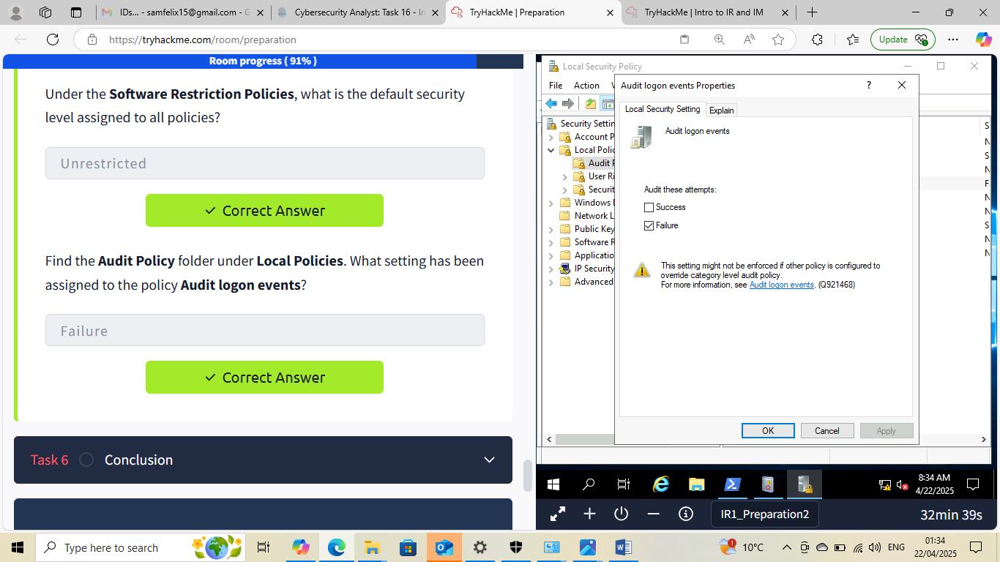 IDs... - samfelix15@gmail.com - G
Cybersecurity Analyst: Task 16 - In
TryHackMe | Preparation
TryHackMe | Intro to IR and IM
https://tryhackme.com/room/preparation
Update
Room progress ( 91% )
Under the Software Restriction Policies, what is the default security
level assigned to all policies?
Unrestricted
✓ Correct Answer
Find the Audit Policy folder under Local Policies. What setting has been
assigned to the policy Audit logon events?
Failure
✓ Correct Answer
Task 6 Conclusion
Local Security Policy
File Action
Security Settin
Account P
Local Polic
Audit P
User Ri
Securit
Windows
Network L
Public Key
Software R
Applicatio
IP Security
Advanced
S
N
S
N
F
N
N
S
N
N
Audit logon events Properties
?
Local Security Setting Explain
Audit logon events
Audit these attempts:
Success
Failure
This setting might not be enforced if other policy is configured to
override category level audit policy.
For more information, see Audit logon events. (Q921468)
OK Cancel Apply
8:34 AM
4/22/2025
IR1_Preparation2 32min 39s
Type here to search
1
10°C
ENG
01:34
22/04/2025